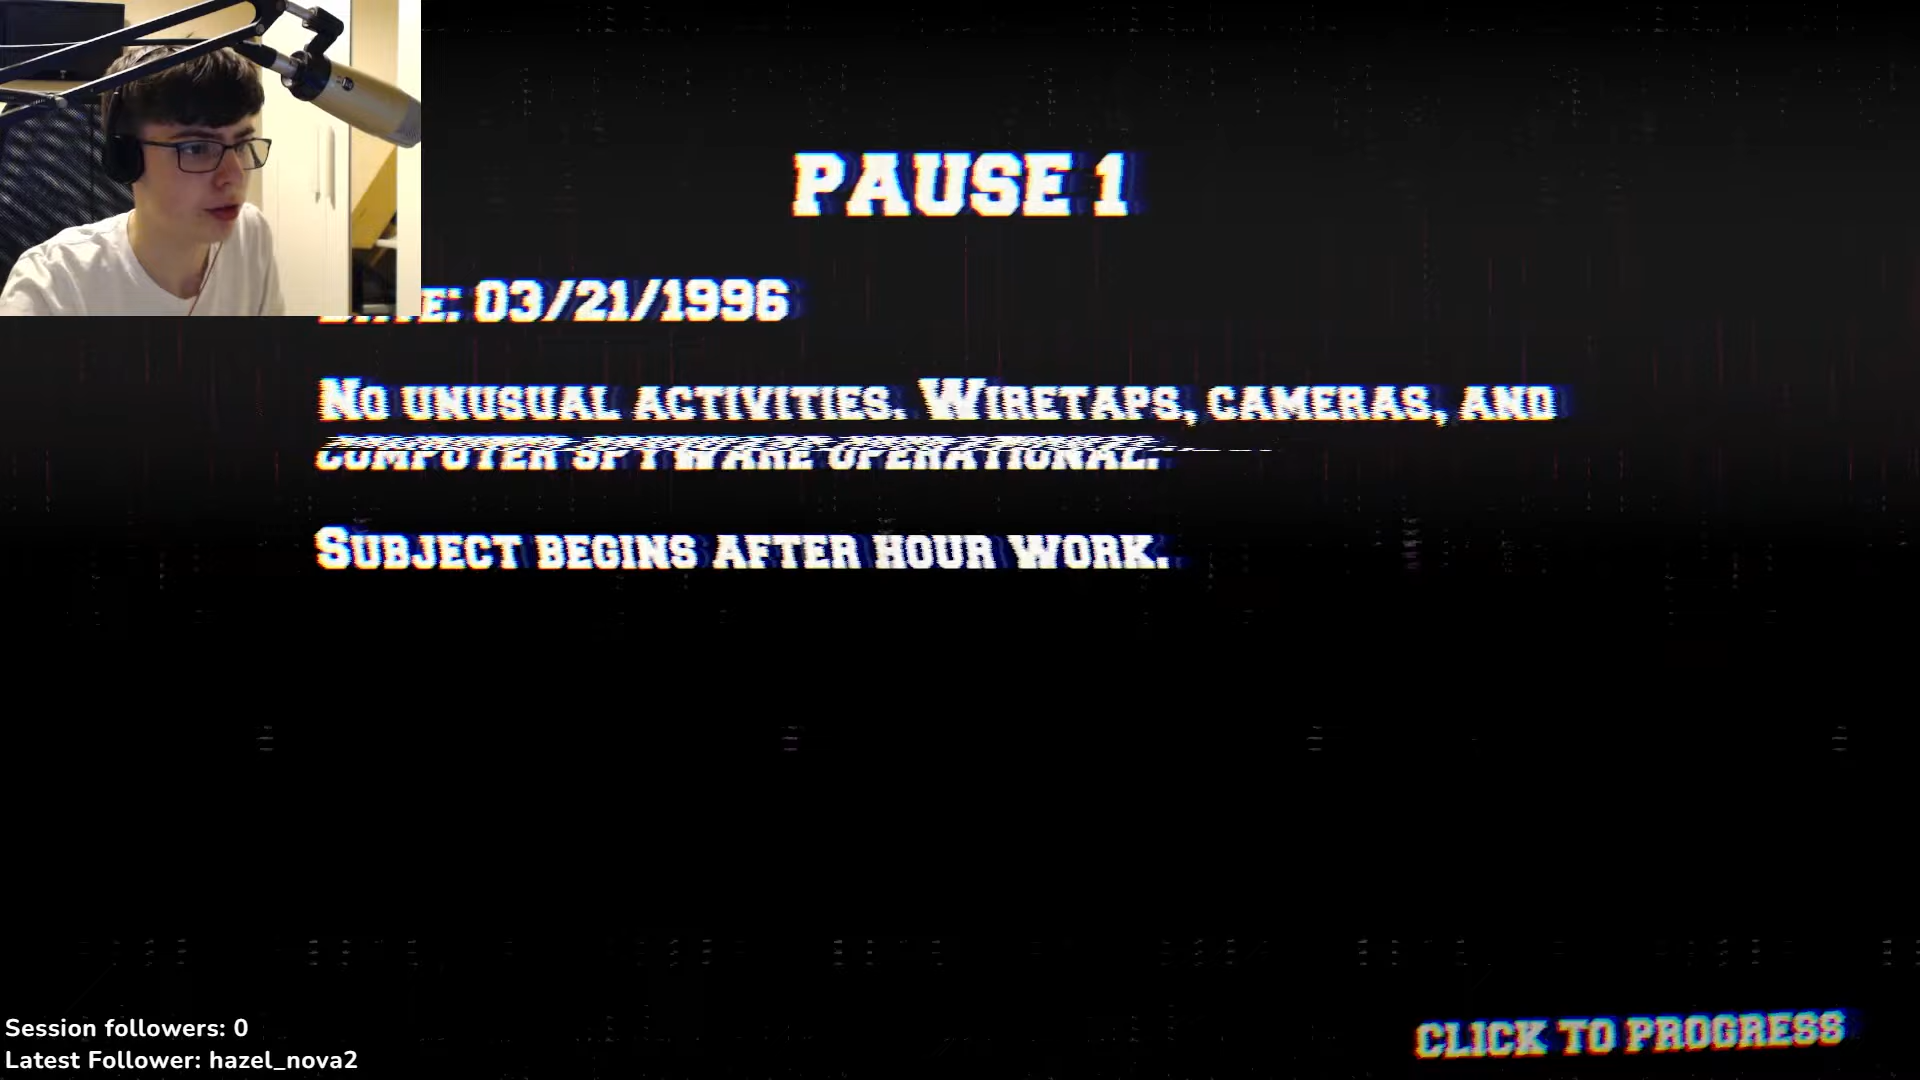 PAUSE 1
DATE: 03/21/1996
No unusual activities. Wiretaps, cameras, and
computer spyware operational.
Subject begins after hour work.
Session followers: 0
Latest Follower: hazel_nova2
CLICK TO PROGRESS